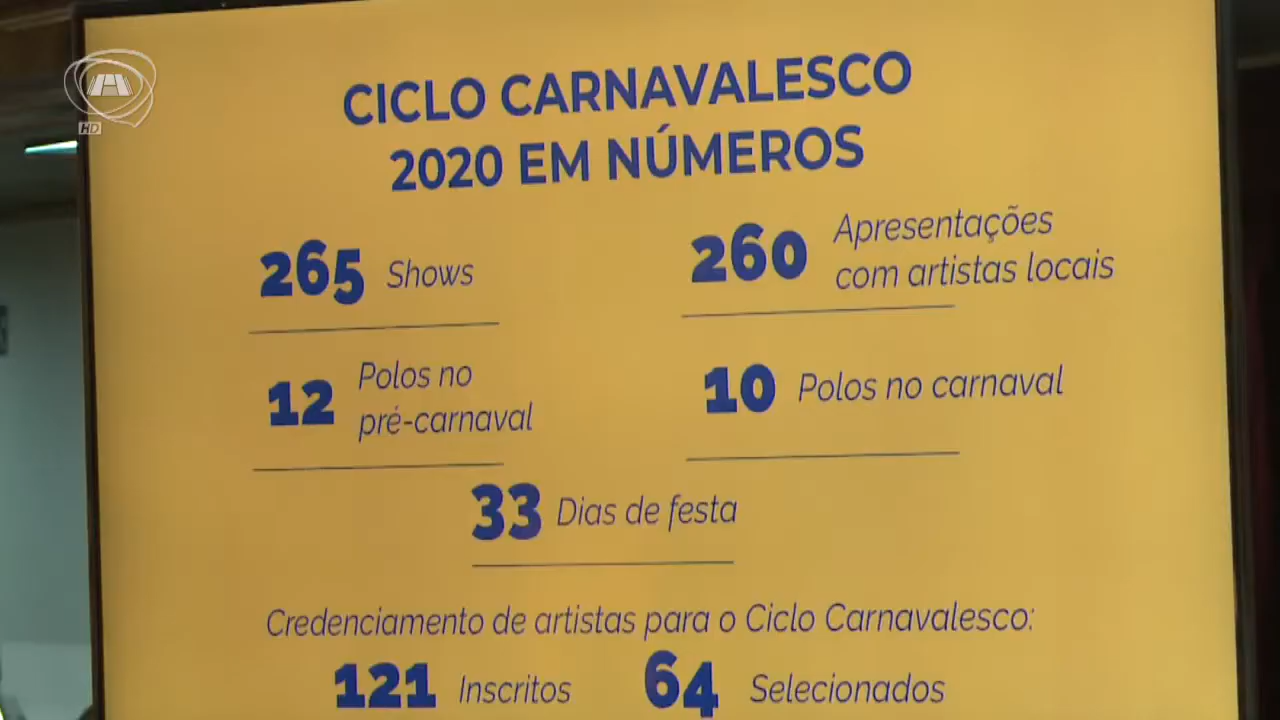 HD
CICLO CARNAVALESCO
2020 EM NÚMEROS
265 Shows
260 Apresentações
com artistas locais
12 Polos no
pré-carnaval
10 Polos no carnaval
33 Dias de festa
Credenciamento de artistas para o Ciclo Carnavalesco:
121 Inscritos 64 Selecionados